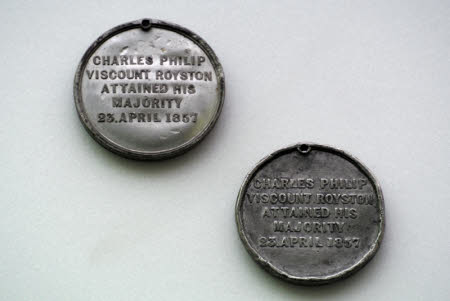 CHARLES PHILIP
VISCOUNT ROYSTON
ATTAINED HIS
MAJORITY
23.APRIL 1857
CHARLES PHILIP
VISCOUNT ROYSTON
ATTAINED HIS
MAJORITY
23.APRIL 1857